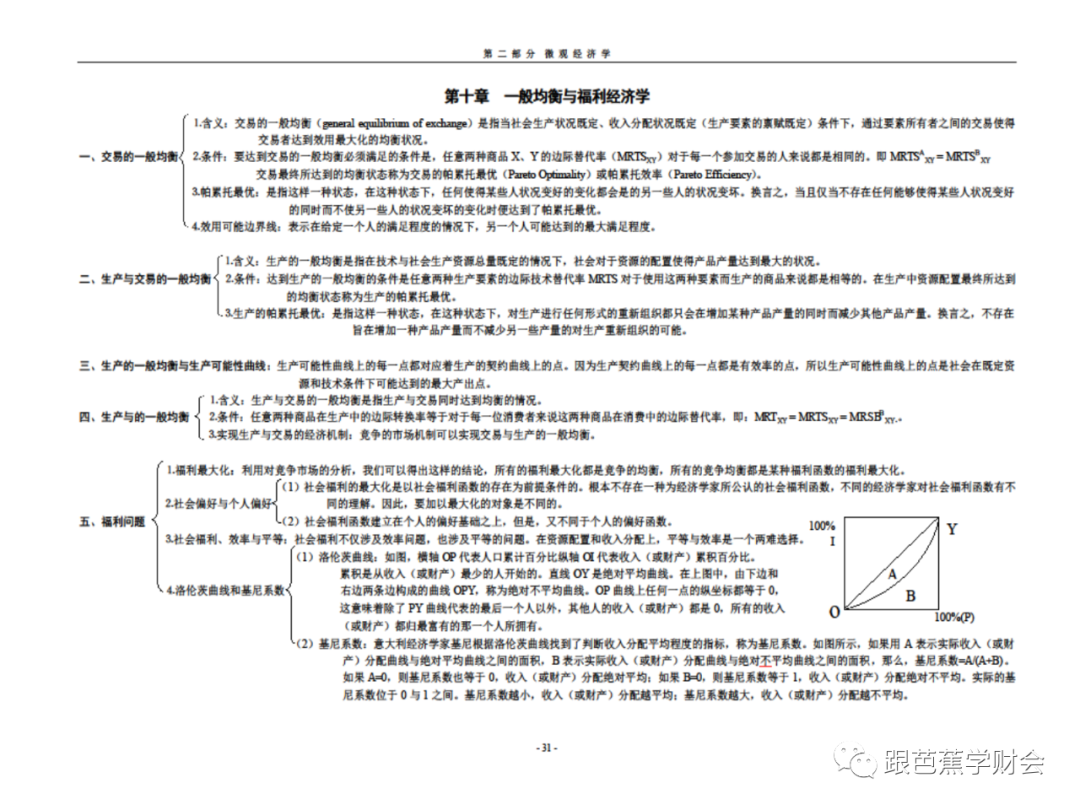 第二部分 微观经济学
第十章 一般均衡与福利经济学
一、交易的一般均衡
1.含义：交易的一般均衡（general equilibrium of exchange）是指当社会生产状况既定、收入分配状况既定（生产要素的禀赋既定）条件下，通过要素所有者之间的交易使得
交易者达到效用最大化的均衡状况。
2.条件：要达到交易的一般均衡必须满足的条件是，任意两种商品 X、Y 的边际替代率（MRTSXY）对于每一个参加交易的人来说都是相同的。即 MRTSAXY＝MRTSBXY
交易最终所达到的均衡状态称为交易的帕累托最优（Pareto Optimality）或帕累托效率（Pareto Efficiency）。
3.帕累托最优：是指这样一种状态，在这种状态下，任何使得某些人状况变好的变化都会是的另一些人的状况变坏。换言之，当且仅当不存在任何能够使得某些人状况变好
的同时而不使另一些人的状况变坏的变化时便达到了帕累托最优。
4.效用可能边界线：表示在给定一个人的满足程度的情况下，另一个人可能达到的最大满足程度。
二、生产与交易的一般均衡
1.含义：生产的一般均衡是指在技术与社会生产资源总量既定的情况下，社会对于资源的配置使得产品产量达到最大的状况。
2.条件：达到生产的一般均衡的条件是任意两种生产要素的边际技术替代率 MRTS 对于使用这两种要素而生产的商品来说都是相等的。在生产中资源配置最终所达到
的均衡状态称为生产的帕累托最优。
3.生产的帕累托最优：是指这样一种状态，在这种状态下，对生产进行任何形式的重新组织都只会在增加某种产品产量的同时而减少其他产品产量。换言之，不存在
旨在增加一种产品产量而不减少另一些产量的对生产重新组织的可能。
三、生产的一般均衡与生产可能性曲线：生产可能性曲线上的每一点都对应着生产的契约曲线上的点。因为生产契约曲线上的每一点都是有效率的点，所以生产可能性曲线上的点是社会在既定资
源和技术条件下可能达到的最大产出点。
四、生产与的一般均衡
1.含义：生产与交易的一般均衡是指生产与交易同时达到均衡的情况。
2.条件：任意两种商品在生产中的边际转换率等于对于每一位消费者来说这两种商品在消费中的边际替代率，即：MRTXY＝MRTSXY＝MRSBBXY.。
3.实现生产与交易的经济机制：竞争的市场机制可以实现交易与生产的一般均衡。
五、福利问题
1.福利最大化：利用对竞争市场的分析，我们可以得出这样的结论，所有的福利最大化都是竞争的均衡，所有的竞争均衡都是某种福利函数的福利最大化。
2.社会偏好与个人偏好
（1）社会福利的最大化是以社会福利函数的存在为前提条件的。根本不存在一种为经济学家所公认的社会福利函数，不同的经济学家对社会福利函数有不
同的理解。因此，要加以最大化的对象是不同的。
（2）社会福利函数建立在个人的偏好基础之上，但是，又不同于个人的偏好函数。
3.社会福利、效率与平等：社会福利不仅涉及效率问题，也涉及平等的问题。在资源配置和收入分配上，平等与效率是一个两难选择。
4.洛伦茨曲线和基尼系数
（1）洛伦茨曲线：如图，横轴 OP 代表人口累计百分比纵轴 OI 代表收入（或财产）累积百分比。
累积是从收入（或财产）最少的人开始的。直线 OY 是绝对平均曲线。在上图中，由下边和
右边两条边构成的曲线 OPY，称为绝对不平均曲线。OP 曲线上任何一点的纵坐标都等于 0，
这意味着除了 PY 曲线代表的最后一个人以外，其他人的收入（或财产）都是 0，所有的收入
（或财产）都归最富有的那一个人所拥有。
（2）基尼系数：意大利经济学家基尼根据洛伦茨曲线找到了判断收入分配平均程度的指标，称为基尼系数。如图所示，如果用 A 表示实际收入（或财
产）分配曲线与绝对平均曲线之间的面积，B 表示实际收入（或财产）分配曲线与绝对不平均曲线之间的面积，那么，基尼系数=A/(A+B)。
如果 A=0，则基尼系数也等于 0，收入（或财产）分配绝对平均；如果 B=0，则基尼系数等于 1，收入（或财产）分配绝对不平均。实际的基
尼系数位于 0 与 1 之间。基尼系数越小，收入（或财产）分配越平均；基尼系数越大，收入（或财产）分配越不平均。
100%
I
Y
A
B
O
100%(P)
- 31 -
跟芭蕉学财会